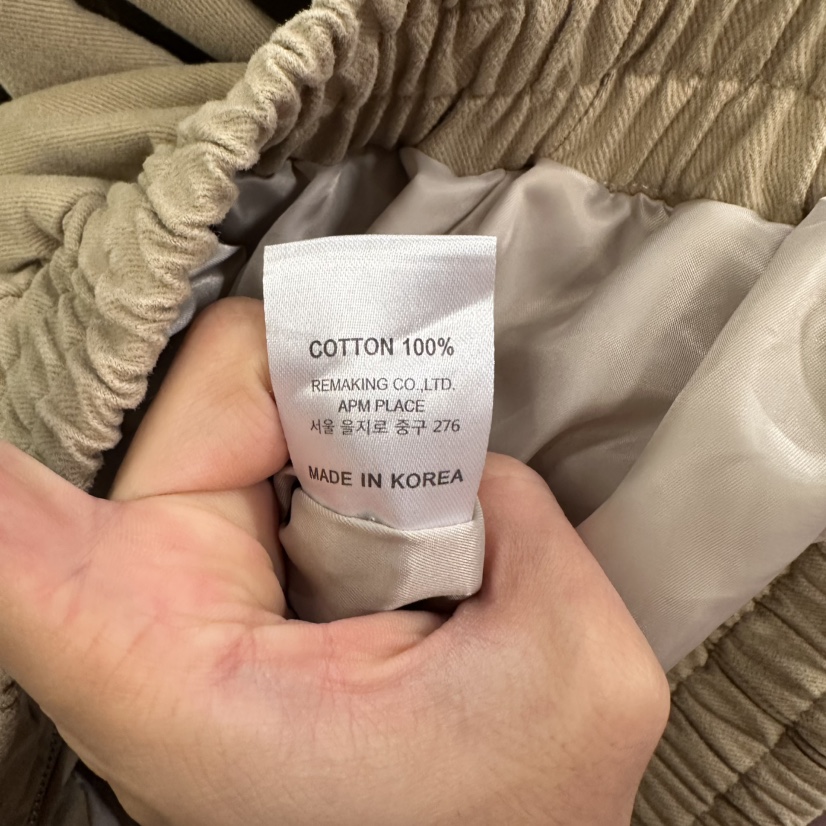 COTTON 100%
REMAKING CO.,LTD.
APM PLACE
서울 을지로 중구 276
MADE IN KOREA